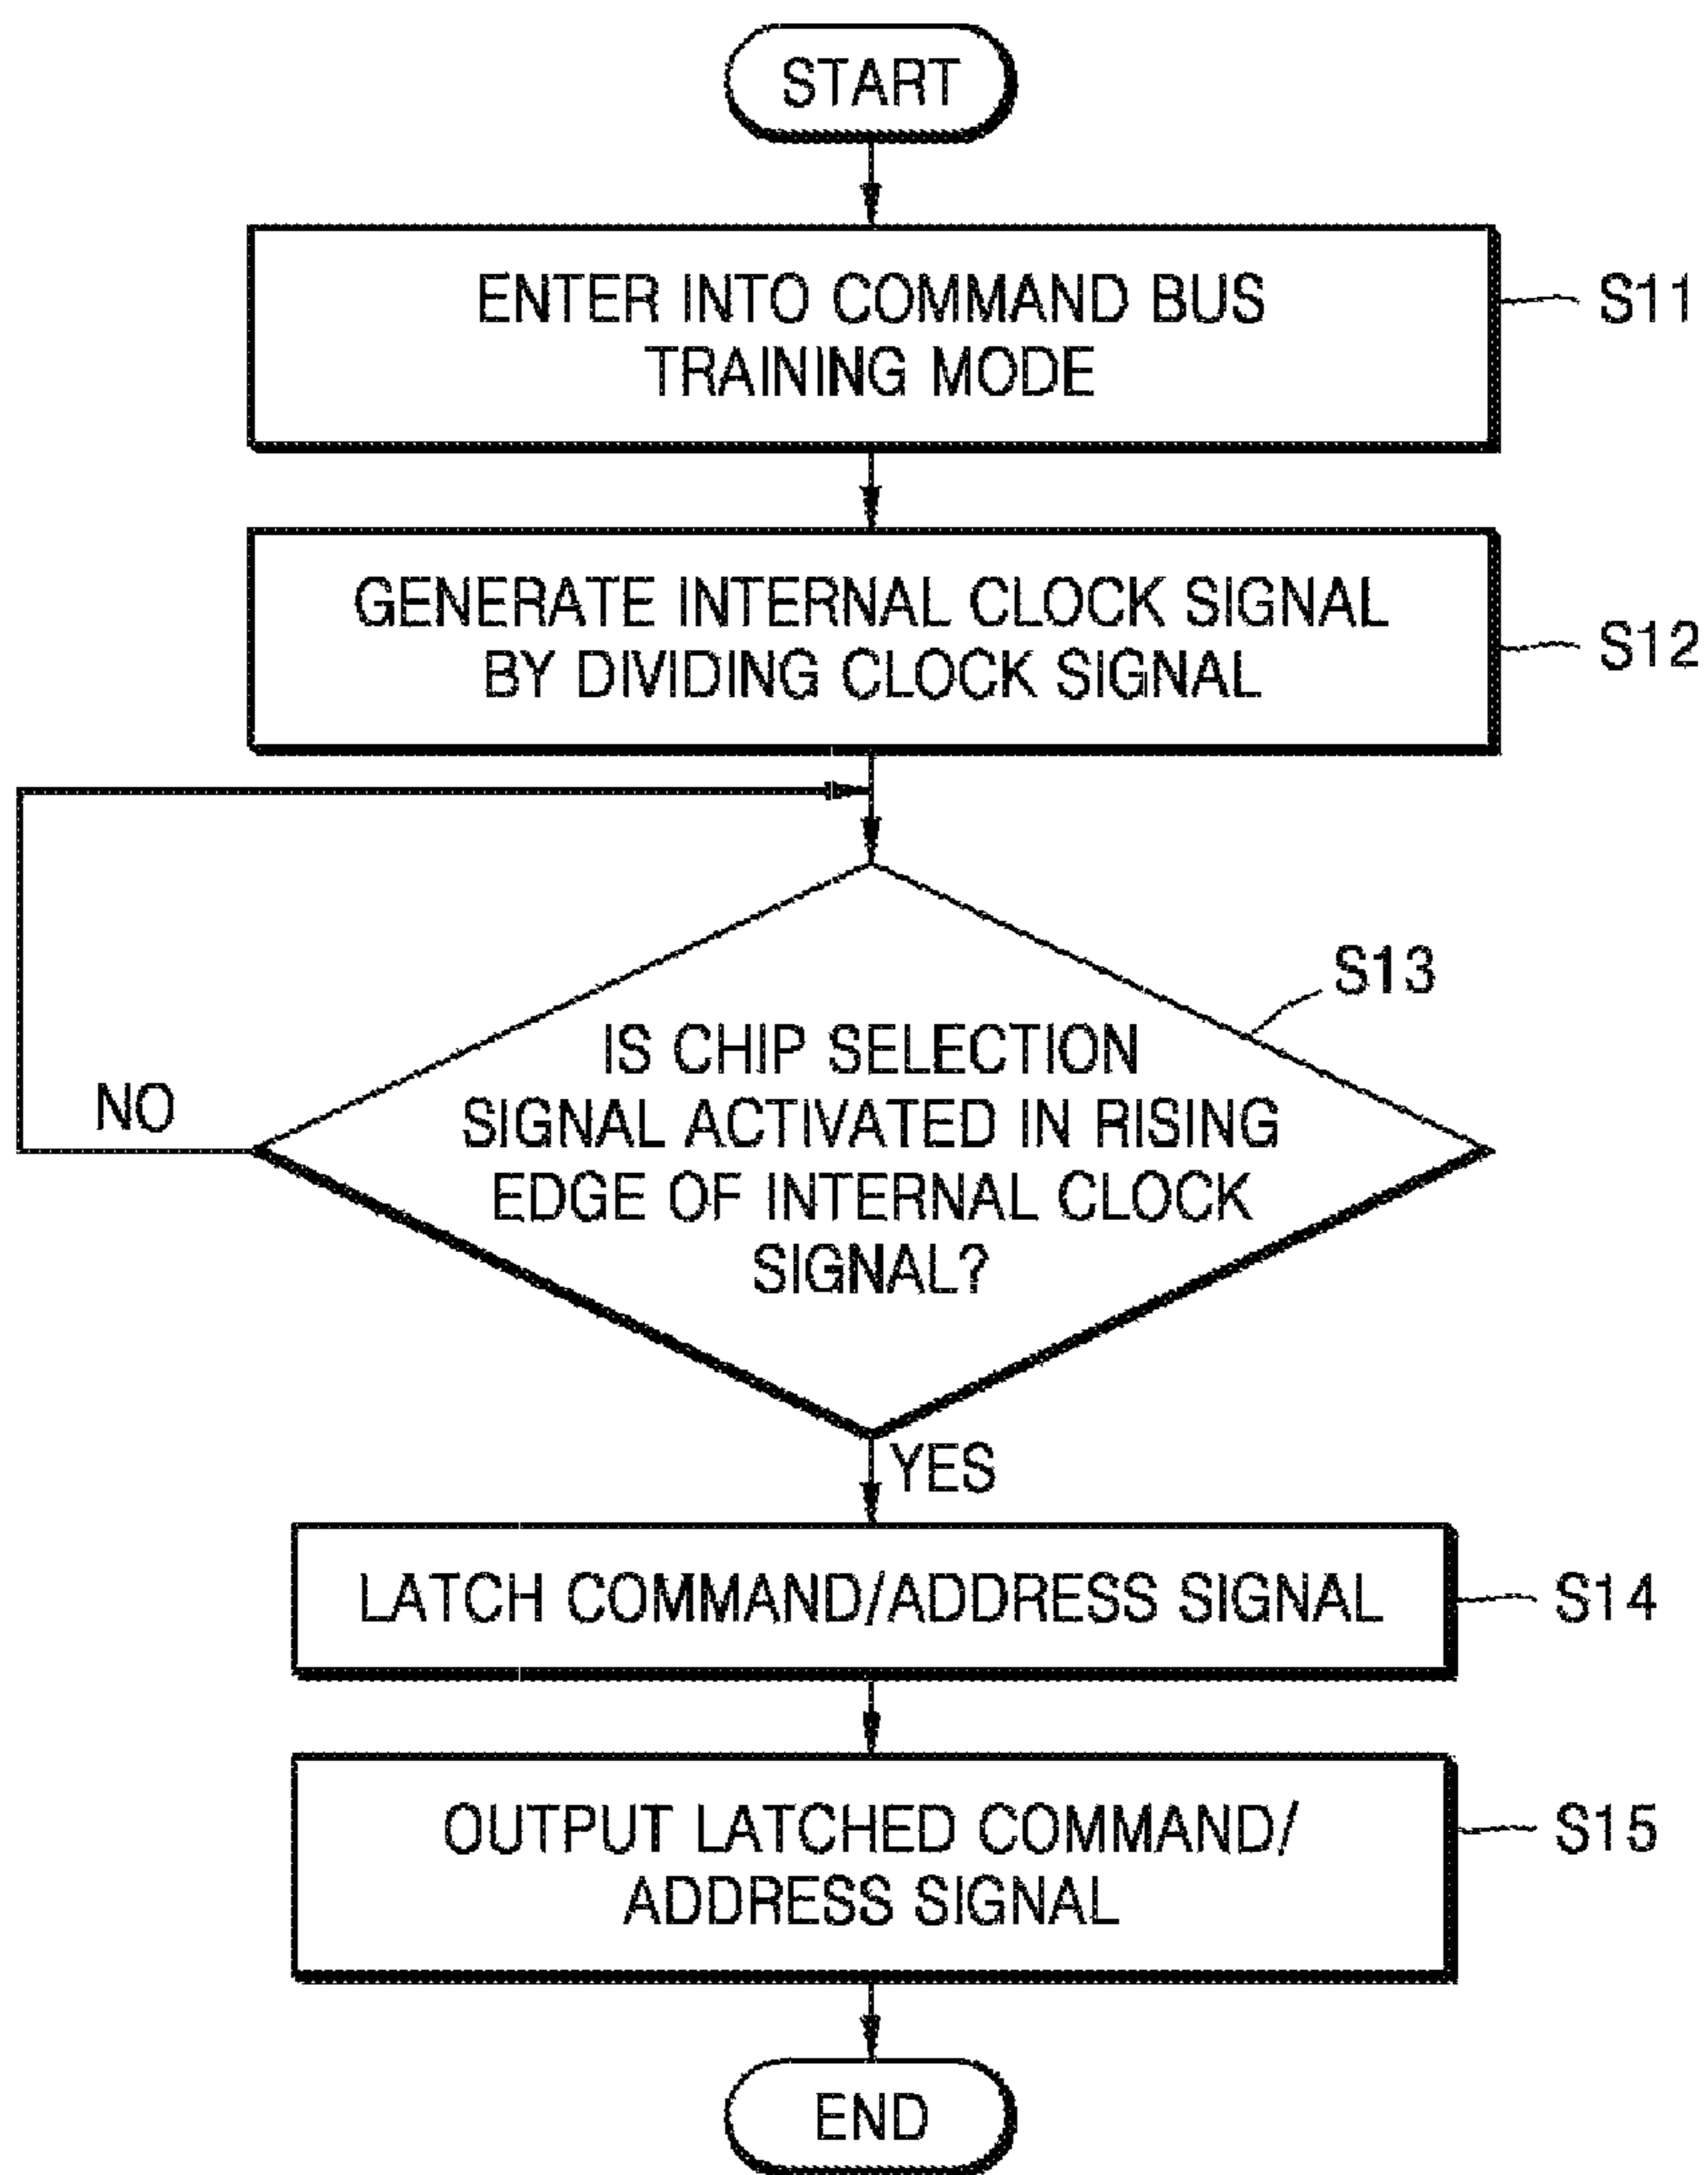 START
ENTER INTO COMMAND BUS
TRAINING MODE
S11
GENERATE INTERNAL CLOCK SIGNAL
BY DIVIDING CLOCK SIGNAL
S12
S13
IS CHIP SELECTION
SIGNAL ACTIVATED IN RISING
EDGE OF INTERNAL CLOCK
SIGNAL?
NO
YES
LATCH COMMAND/ADDRESS SIGNAL
S14
OUTPUT LATCHED COMMAND/
ADDRESS SIGNAL
S15
END